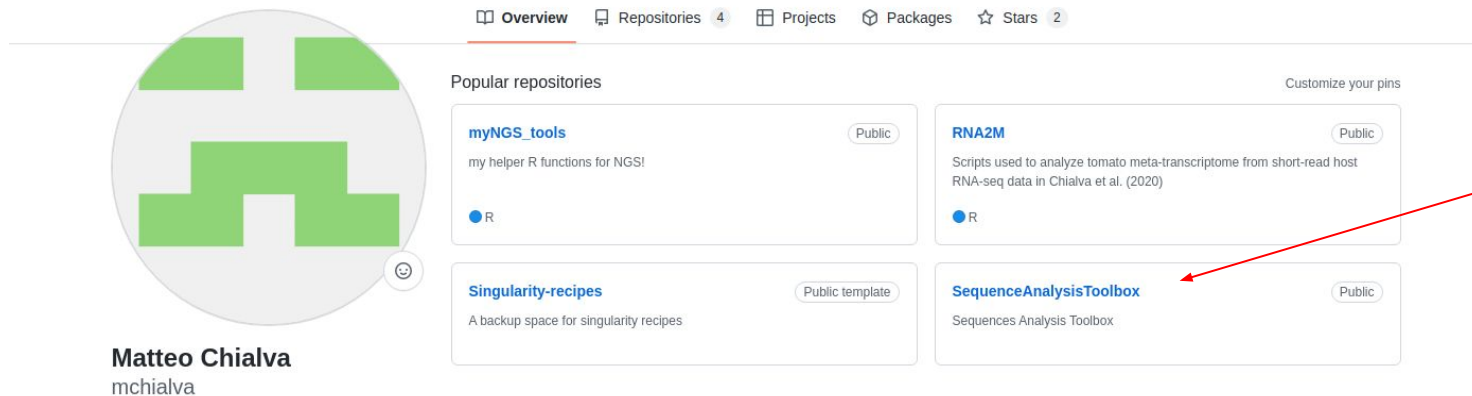 Overview
Repositories 4
Projects
Packages
Stars 2
Popular repositories
Customize your pins
myNGS_tools
Public
my helper R functions for NGS!
R
RNA2M
Public
Scripts used to analyze tomato meta-transcriptome from short-read host
RNA-seq data in Chialva et al. (2020)
R
Singularity-recipes
Public template
A backup space for singularity recipes
SequenceAnalysisToolbox
Public
Sequences Analysis Toolbox
Matteo Chialva
mchialva